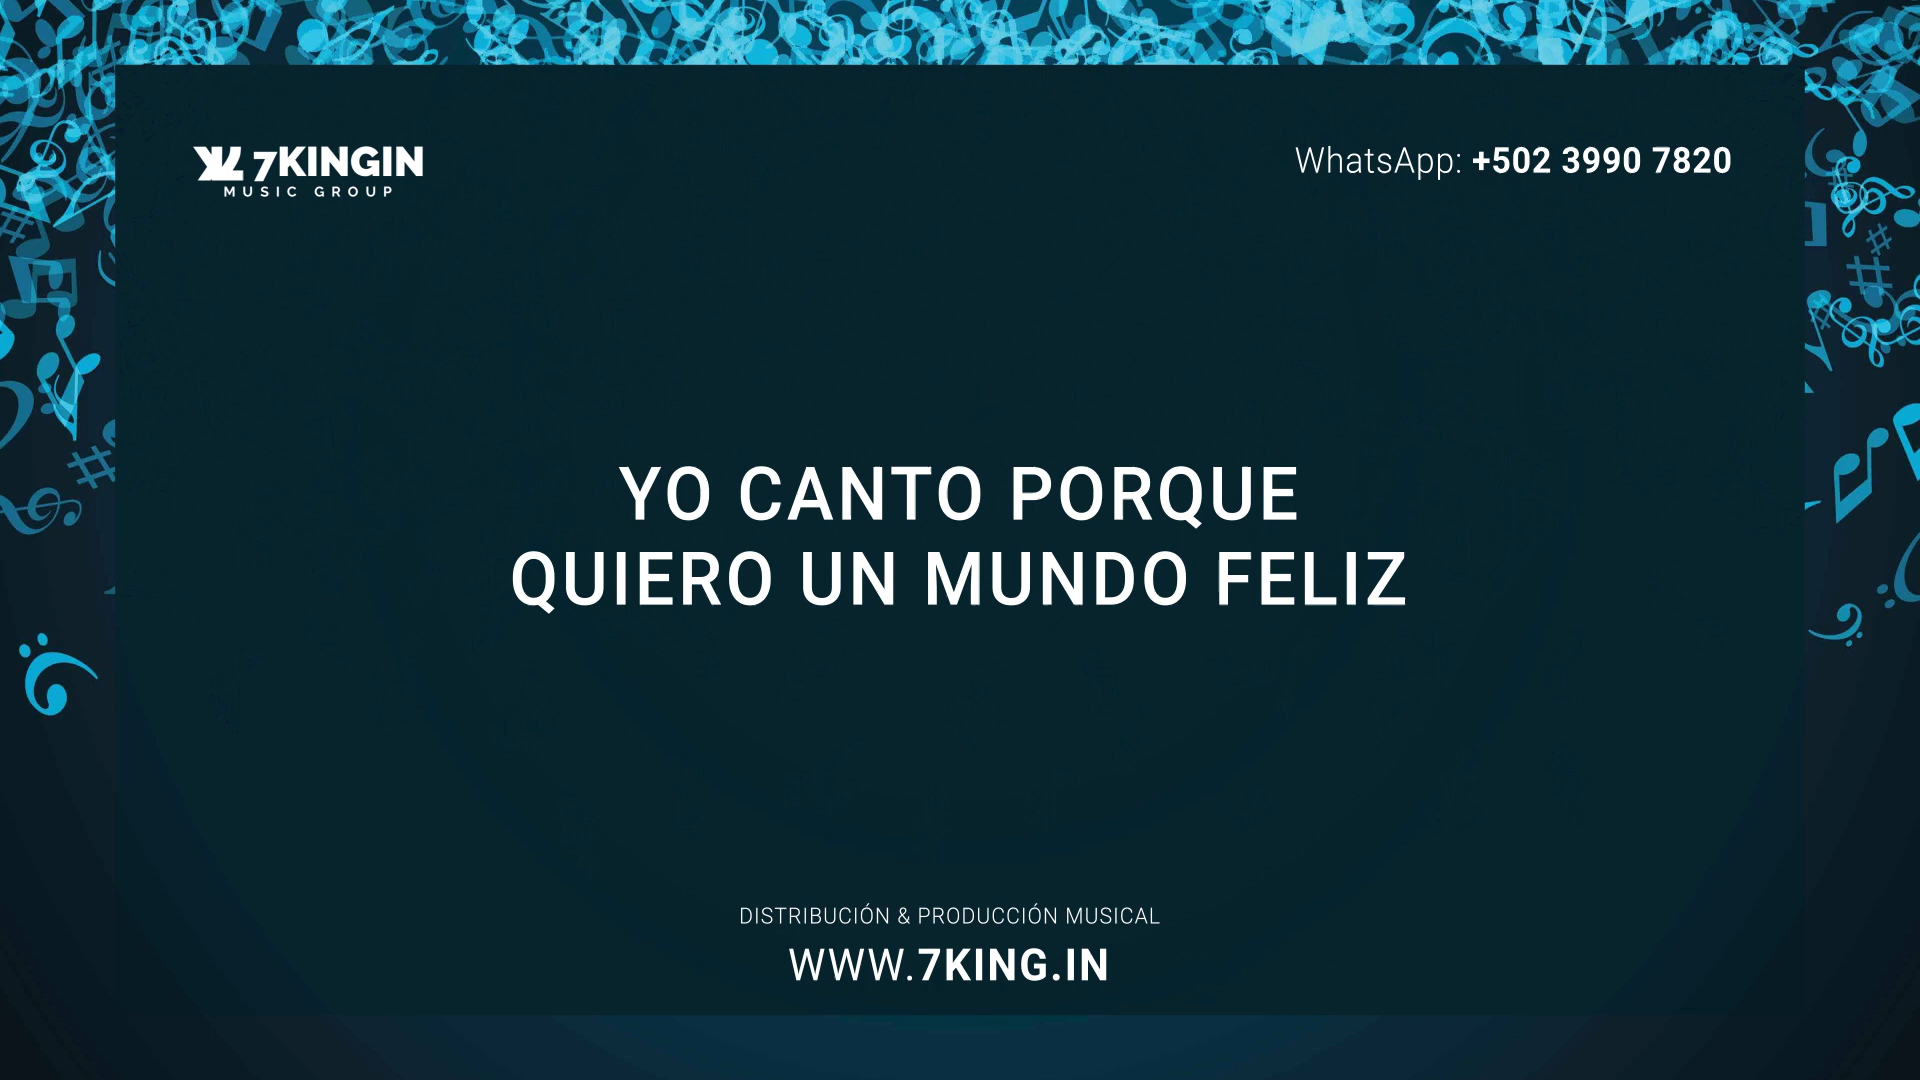 7KINGIN
MUSIC GROUP
WhatsApp: +502 3990 7820
YO CANTO PORQUE
QUIERO UN MUNDO FELIZ
DISTRIBUCIÓN & PRODUCCIÓN MUSICAL
WWW.7KING.IN